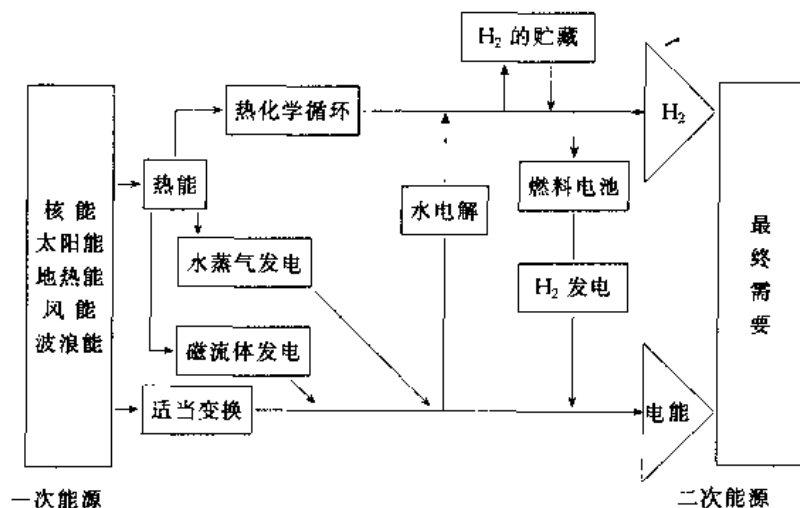 H₂ 的贮藏
热化学循环
H₂
热能
燃料电池
核 能
太阳能
地热能
风 能
波浪能
水电解
最
终
需
要
水蒸气发电
H₂ 发电
磁流体发电
适当变换
电能
一次能源
二次能源